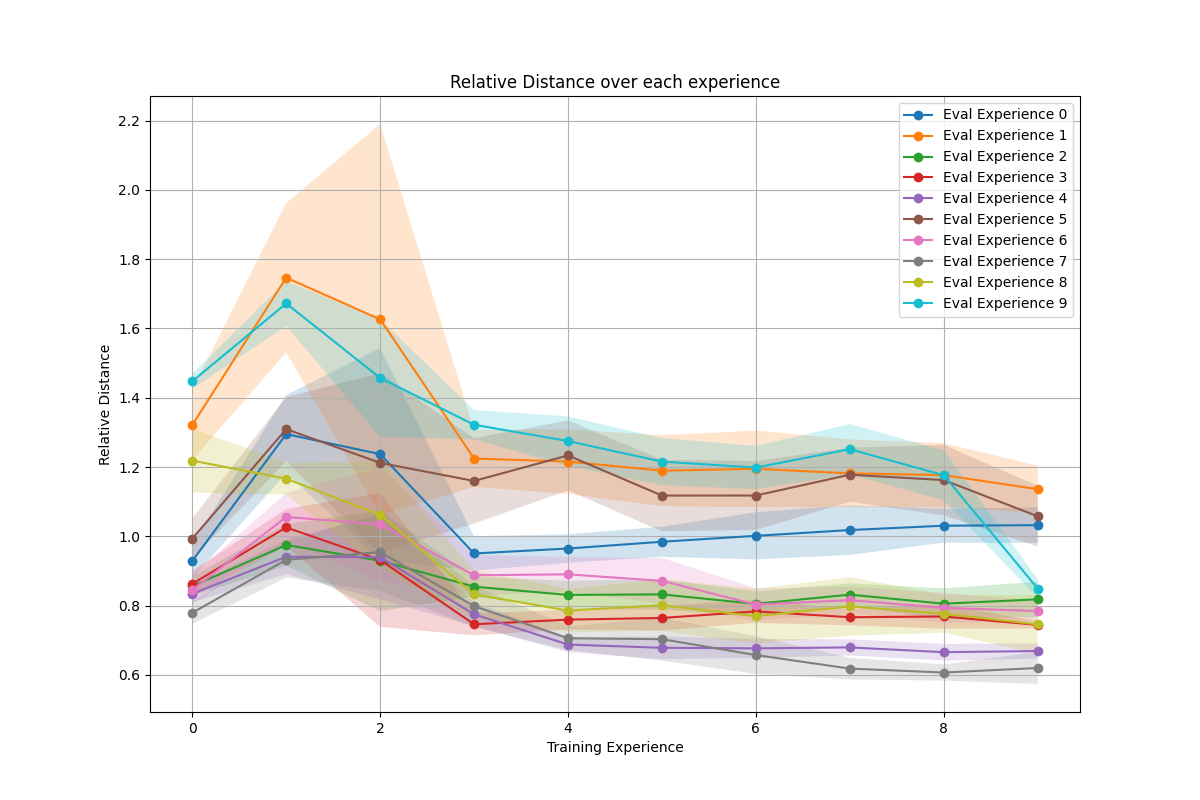 Relative Distance over each experience
Relative Distance
2.2
2.0
1.8
1.6
1.4
1.2
1.0
0.8
0.6
Eval Experience 0
Eval Experience 1
Eval Experience 2
Eval Experience 3
Eval Experience 4
Eval Experience 5
Eval Experience 6
Eval Experience 7
Eval Experience 8
Eval Experience 9
0 2 4 6 8
Training Experience